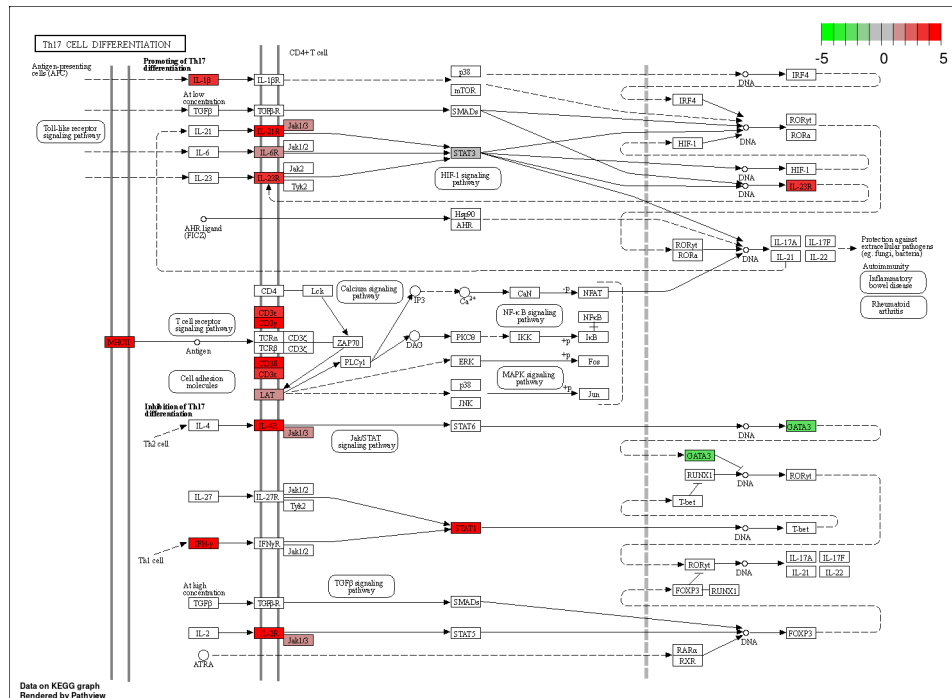 TH17 CELL DIFFERENTIATION
-5 0 5
CD4+ T cell
Antigen-presenting
cells (APC)
Promoting of Th17
differentiation
IL-1β IL-1βR p38 DNA IRF4
mTOR
At low
concentration
TGFβ TGFβ-R SMADs IRF4
Toll-like receptor
signaling pathway
IL-21 IL-21R Jak1/3 DNA RORγt
RORa
HIF-1
IL-6 IL-6R Jak1/2 STAT3
DNA HIF-1
IL-23 IL-23R Jak2
Tyk2
HIF-1 signaling
pathway
DNA IL-23R
AHR ligand
(FICZ)
Hsp90
AHR
RORγt
RORa
DNA
IL-17A IL-17F
IL-21 IL-22
Protection against
extracellular pathogens
(eg. fungi, bacteria)
Autoimmunity
Inflammatory
bowel disease
Rheumatoid
arthritis
CD4 Lck
Calcium signaling
pathway
IP3 Ca2+ CaN -p NFAT
CD3ε
CD3γ
T cell receptor
signaling pathway
NF-κB signaling
pathway
NFκB
MHCII Antigen
TCRα CD3ζ
TCRβ CD3ζ
ZAP70
DAG PKCθ IKK +p IκB
CD3δ
CD3ε
PLCγ1
ERK +p Fos
Cell adhesion
molecules
LAT
MAPK signaling
pathway
p38
JNK
+p Jun
Inhibition of Th17
differentiation
Th2 cell
IL-4 IL-4R Jak1/3
Jak/STAT
signaling pathway
STAT6 DNA GATA3
GATA3
RUNX1 DNA RORγt
T-bet
IL-27 IL-27R Jak1/2
Tyk2
STAT1 DNA T-bet
Th1 cell
IFN-γ IFNγR Jak1/2
RORγt DNA
IL-17A IL-17F
IL-21 IL-22
FOXP3 RUNX1
TGFβ signaling
pathway
At high
concentration
TGFβ TGFβ-R SMADs
IL-2 IL-2R Jak1/3 STAT5 DNA FOXP3
ATRA
RARα
RXR
Data on KEGG graph
Rendered by Pathview